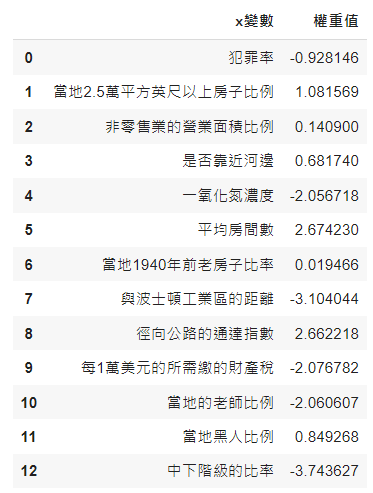 x變數 權重值
0 犯罪率 -0.928146
1 當地2.5萬平方英尺以上房子比例 1.081569
2 非零售業的營業面積比例 0.140900
3 是否靠近河邊 0.681740
4 一氧化氮濃度 -2.056718
5 平均房間數 2.674230
6 當地1940年前老房子比率 0.019466
7 與波士頓工業區的距離 -3.104044
8 徑向公路的通達指數 2.662218
9 每1萬美元的所需繳的財產稅 -2.076782
10 當地的老師比例 -2.060607
11 當地黑人比例 0.849268
12 中下階級的比率 -3.743627